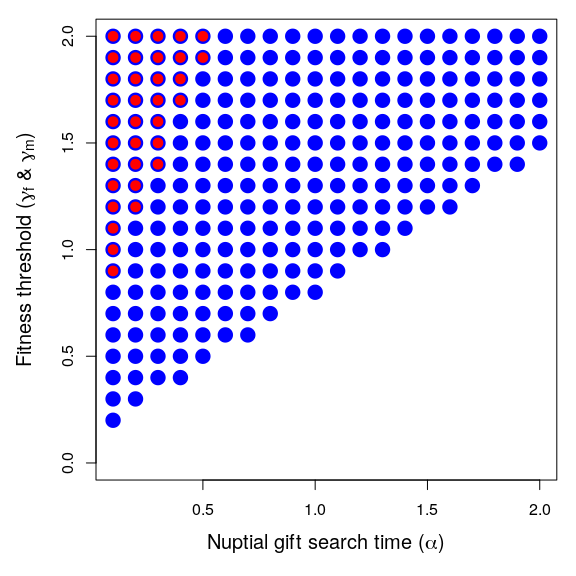 2.0
1.5
1.0
0.5
0.0
Fitness threshold (γf & γm)
0.5 1.0 1.5 2.0
Nuptial gift search time (α)